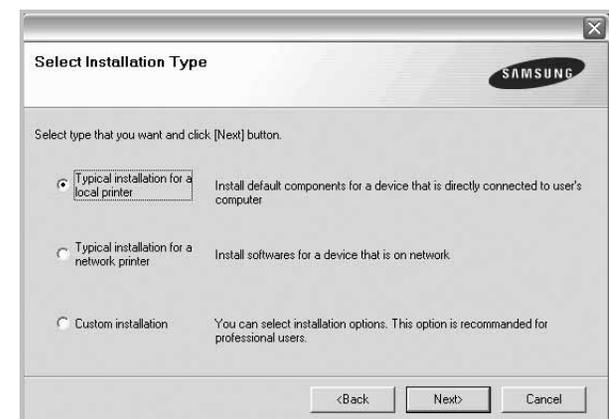 Select Installation Type
SAMSUNG
Select type that you want and click [Next] button.
Typical installation for a
local printer
Install default components for a device that is directly connected to user's
computer
Typical installation for a
network printer
Install softwares for a device that is on network
Custom installation
You can select installation options. This option is recommanded for
professional users.
<Back
Next>
Cancel